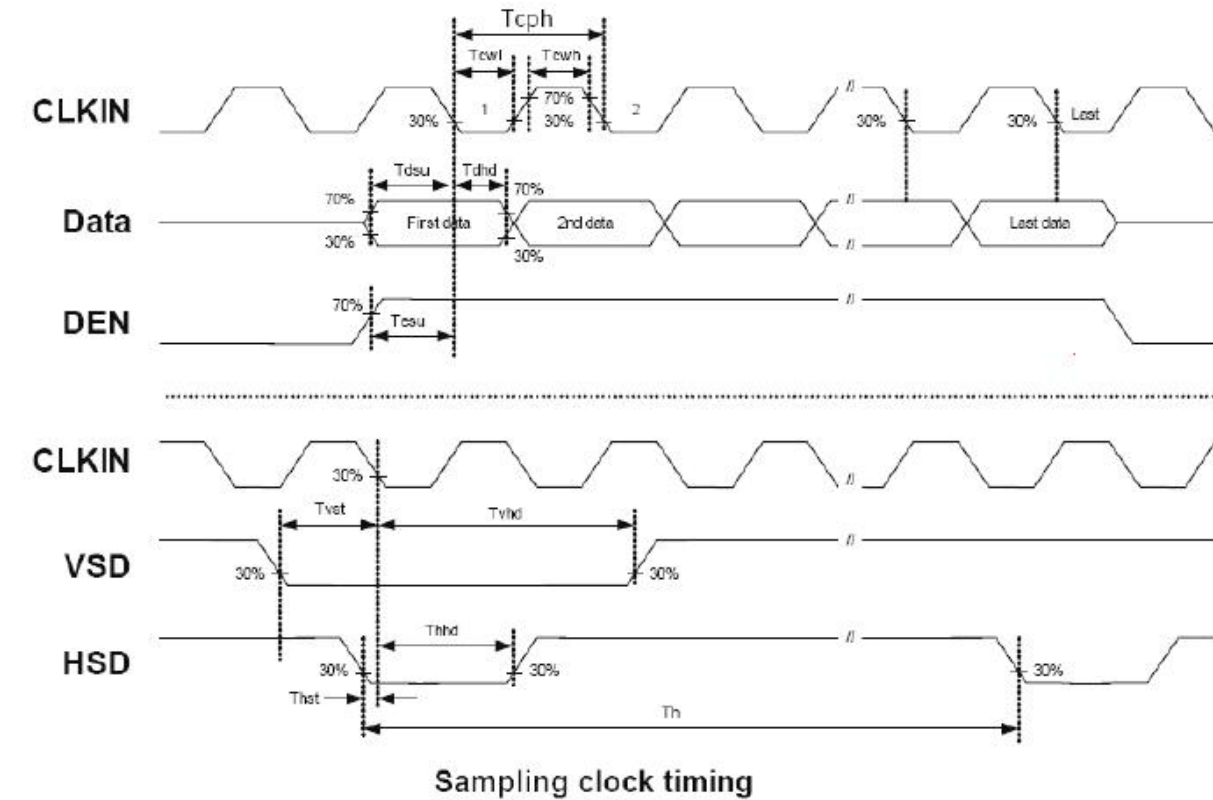 Tcph
Tcwl Tcwh
CLKIN 30% 1 70% 30% 2 // 30% 30% Last
Tdsu Tdhd
70% 70%
Data First data 2nd data // Last data
30% 30%
70%
DEN Tesu //
CLKIN 30% //
Tvst Tvhd
VSD 30% 30% //
Thhd
HSD 30% 30% // 30%
Thst
Th
Sampling clock timing